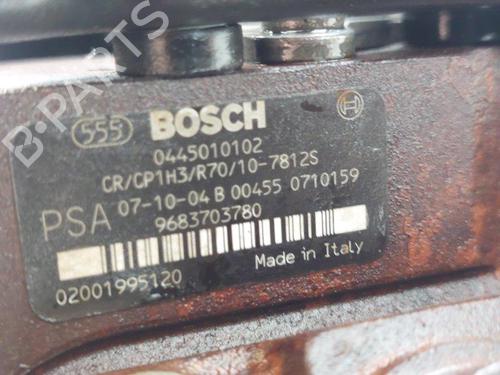 B-PARTS
555 BOSCH
0445010102
CR/CP1H3/R70/10-7812S
PSA 07-10-04 B 00455 0710159
9683703780
Made in Italy
02001995120